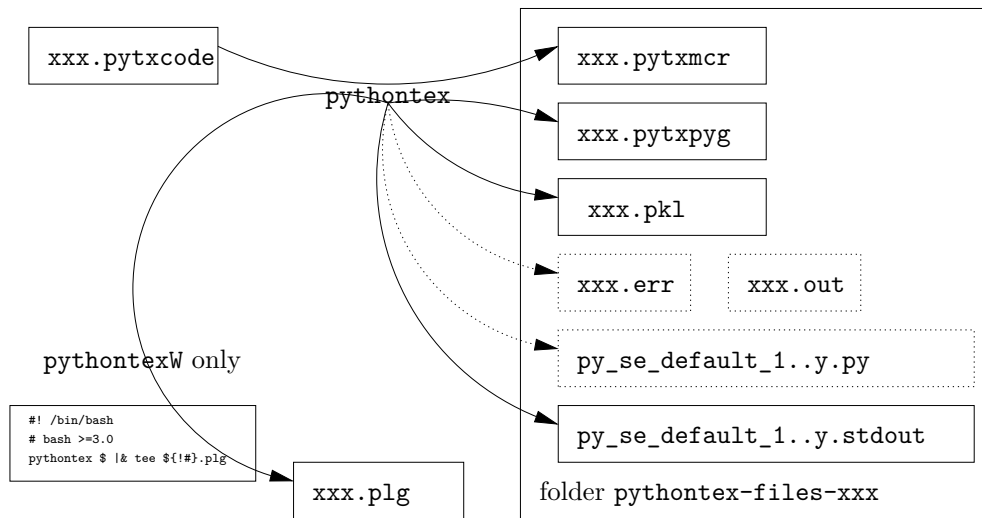 xxx.pytxcode
pythontex
xxx.pytxmcr
xxx.pytxpyg
xxx.pkl
xxx.err xxx.out
py_se_default_1..y.py
py_se_default_1..y.stdout
folder pythontex-files-xxx
pythontexW only
#! /bin/bash
# bash >=3.0
pythontex $ |& tee ${!#}.plg
xxx.plg